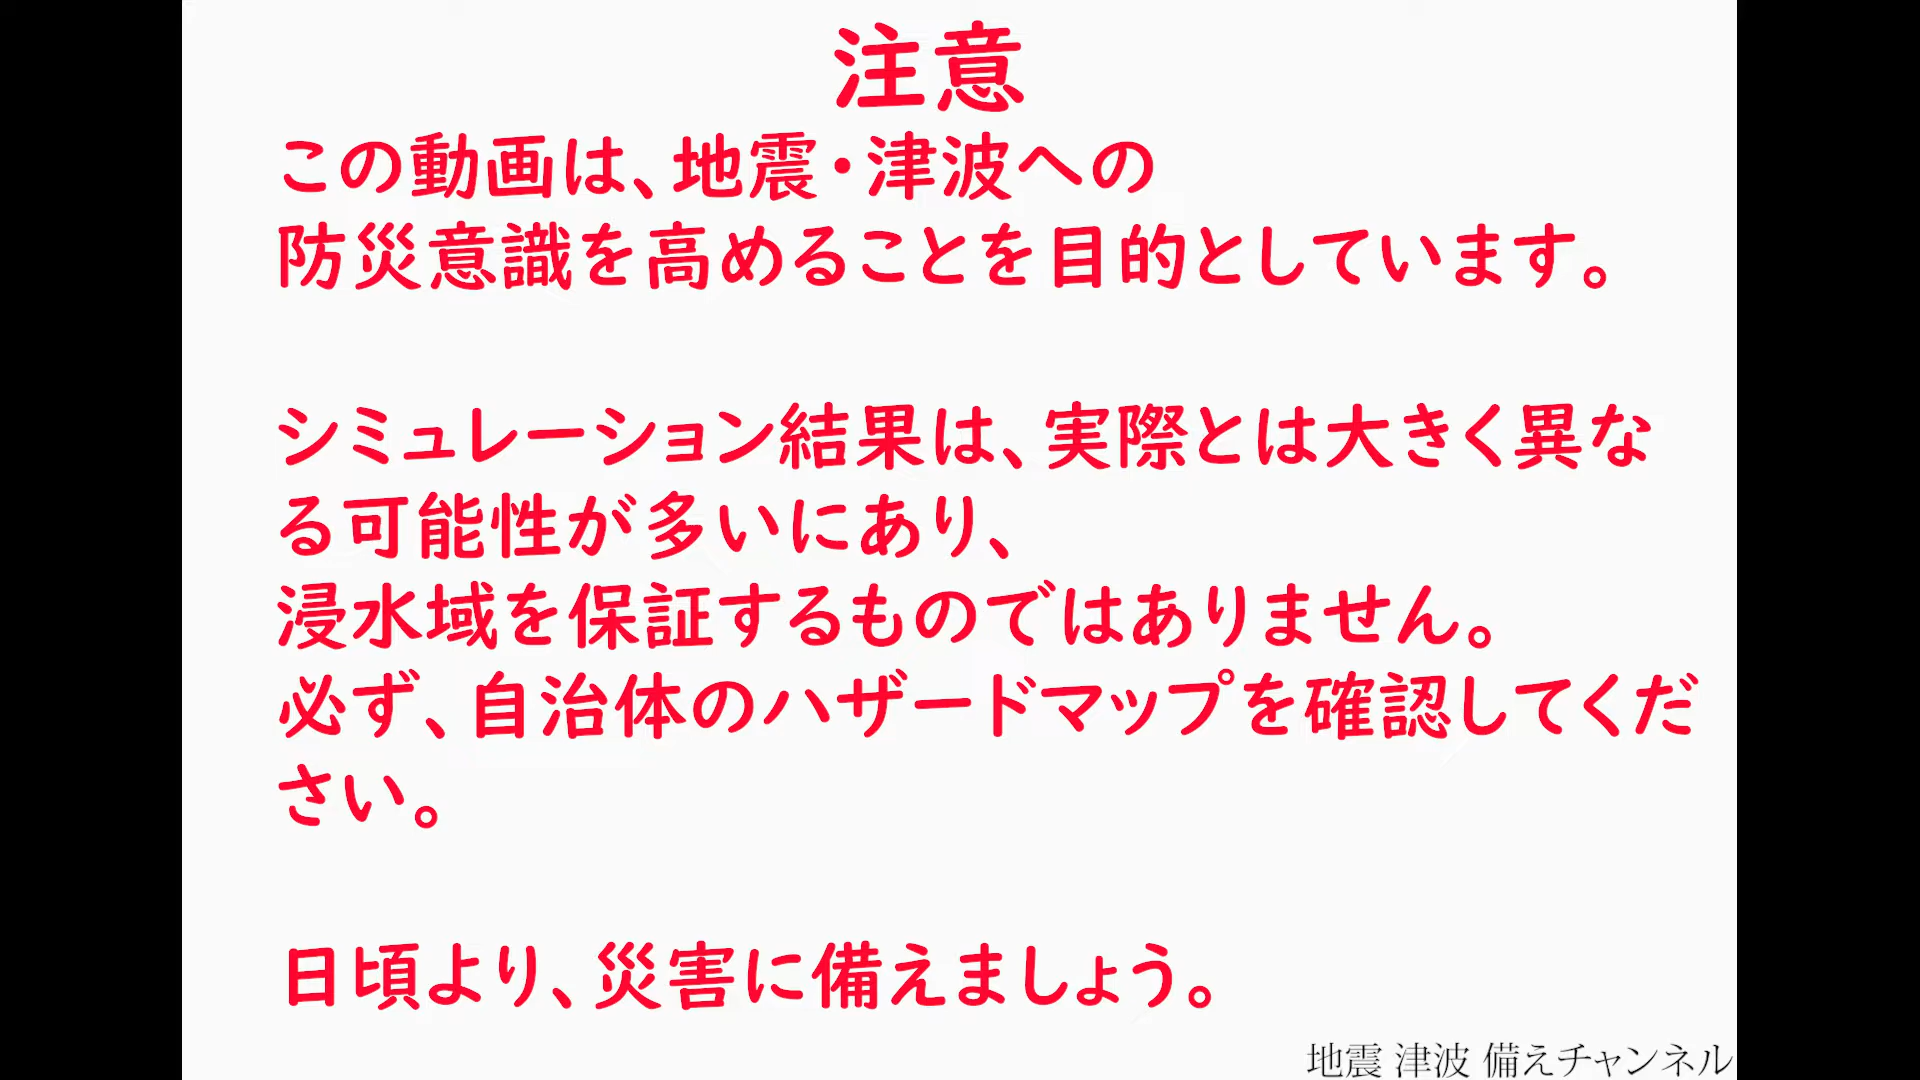 注意
この動画は、地震・津波への
防災意識を高めることを目的としています。
シミュレーション結果は、実際とは大きく異な
る可能性が多いにあり、
浸水域を保証するものではありません。
必ず、自治体のハザードマップを確認してくだ
さい。
日頃より、災害に備えましょう。
地震 津波 備えチャンネル